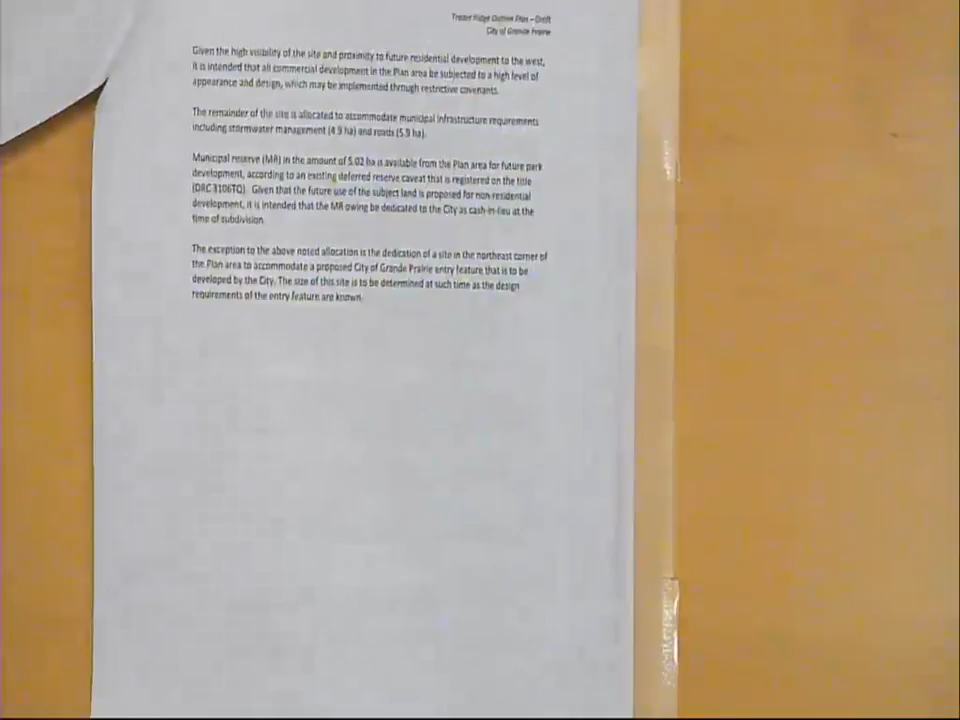 Trader Ridge Outline Plan – Draft
City of Grande Prairie
Given the high visibility of the site and proximity to future residential development to the west,
it is intended that all commercial development in the Plan area be subjected to a high level of
appearance and design, which may be implemented through restrictive covenants.
The remainder of the site is allocated to accommodate municipal infrastructure requirements
including stormwater management (4.9 ha) and roads (5.9 ha).
Municipal reserve (MR) in the amount of 5.02 ha is available from the Plan area for future park
development, according to an existing deferred reserve caveat that is registered on the title
(DRC 3106TQ). Given that the future use of the subject land is proposed for non-residential
development, it is intended that the MR owing be dedicated to the City as cash-in-lieu at the
time of subdivision.
The exception to the above noted allocation is the dedication of a site in the northeast corner of
the Plan area to accommodate a proposed City of Grande Prairie entry feature that is to be
developed by the City. The size of this site is to be determined at such time as the design
requirements of the entry feature are known.